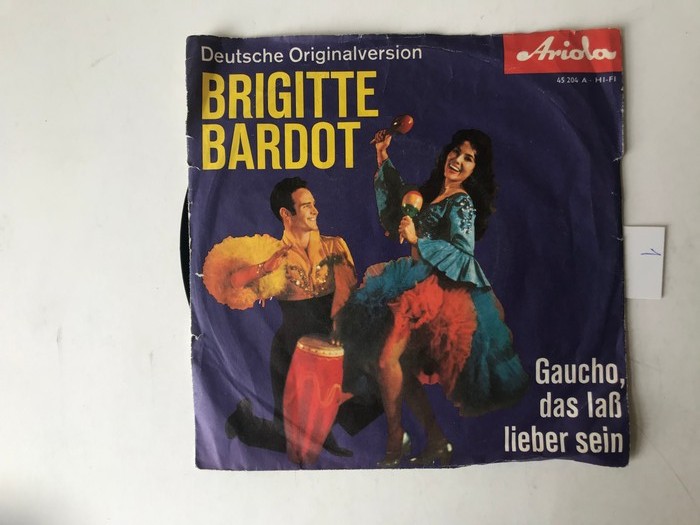 Deutsche Originalversion
Ariola
45 204 A - HI-FI
BRIGITTE
BARDOT
Gaucho,
das laß
lieber sein